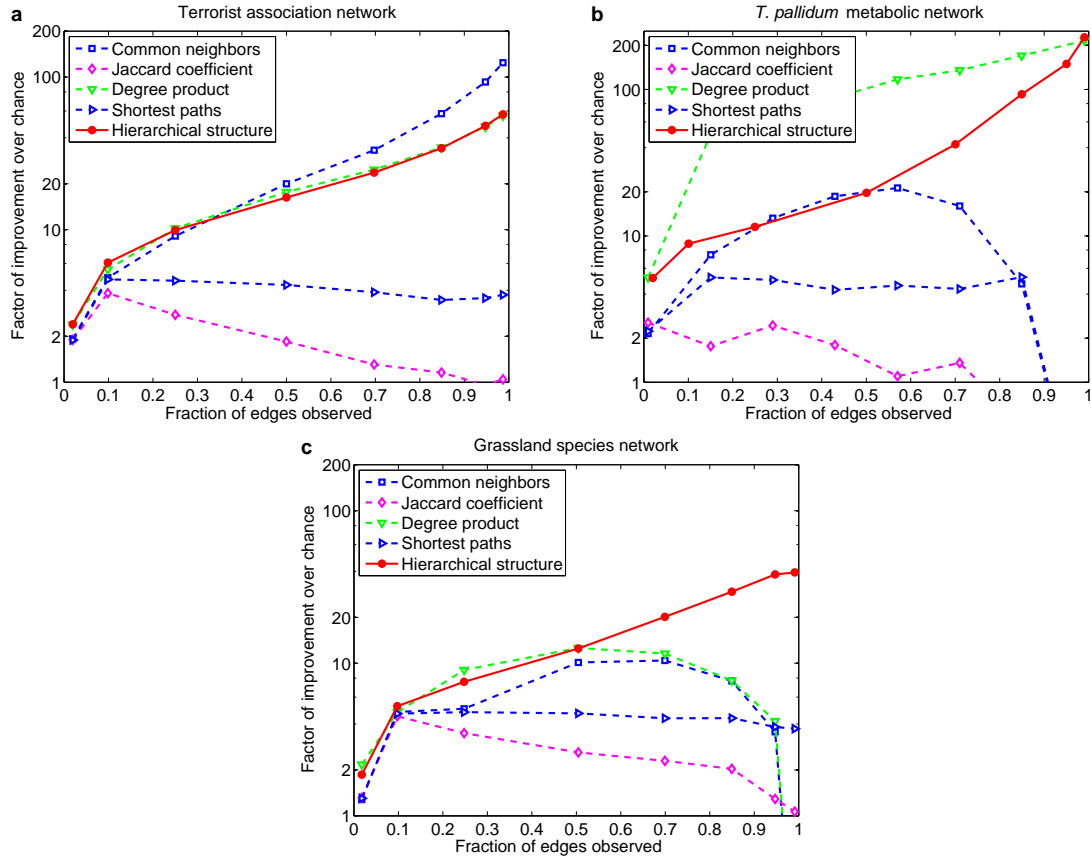 a
Terrorist association network
200
100
20
10
2
1
Factor of improvement over chance
Common neighbors
Jaccard coefficient
Degree product
Shortest paths
Hierarchical structure
0 0.1 0.2 0.3 0.4 0.5 0.6 0.7 0.8 0.9 1
Fraction of edges observed
b
T. pallidum metabolic network
200
100
20
10
2
1
Factor of improvement over chance
Common neighbors
Jaccard coefficient
Degree product
Shortest paths
Hierarchical structure
0 0.1 0.2 0.3 0.4 0.5 0.6 0.7 0.8 0.9 1
Fraction of edges observed
c
Grassland species network
200
100
20
10
2
1
Factor of improvement over chance
Common neighbors
Jaccard coefficient
Degree product
Shortest paths
Hierarchical structure
0 0.1 0.2 0.3 0.4 0.5 0.6 0.7 0.8 0.9 1
Fraction of edges observed